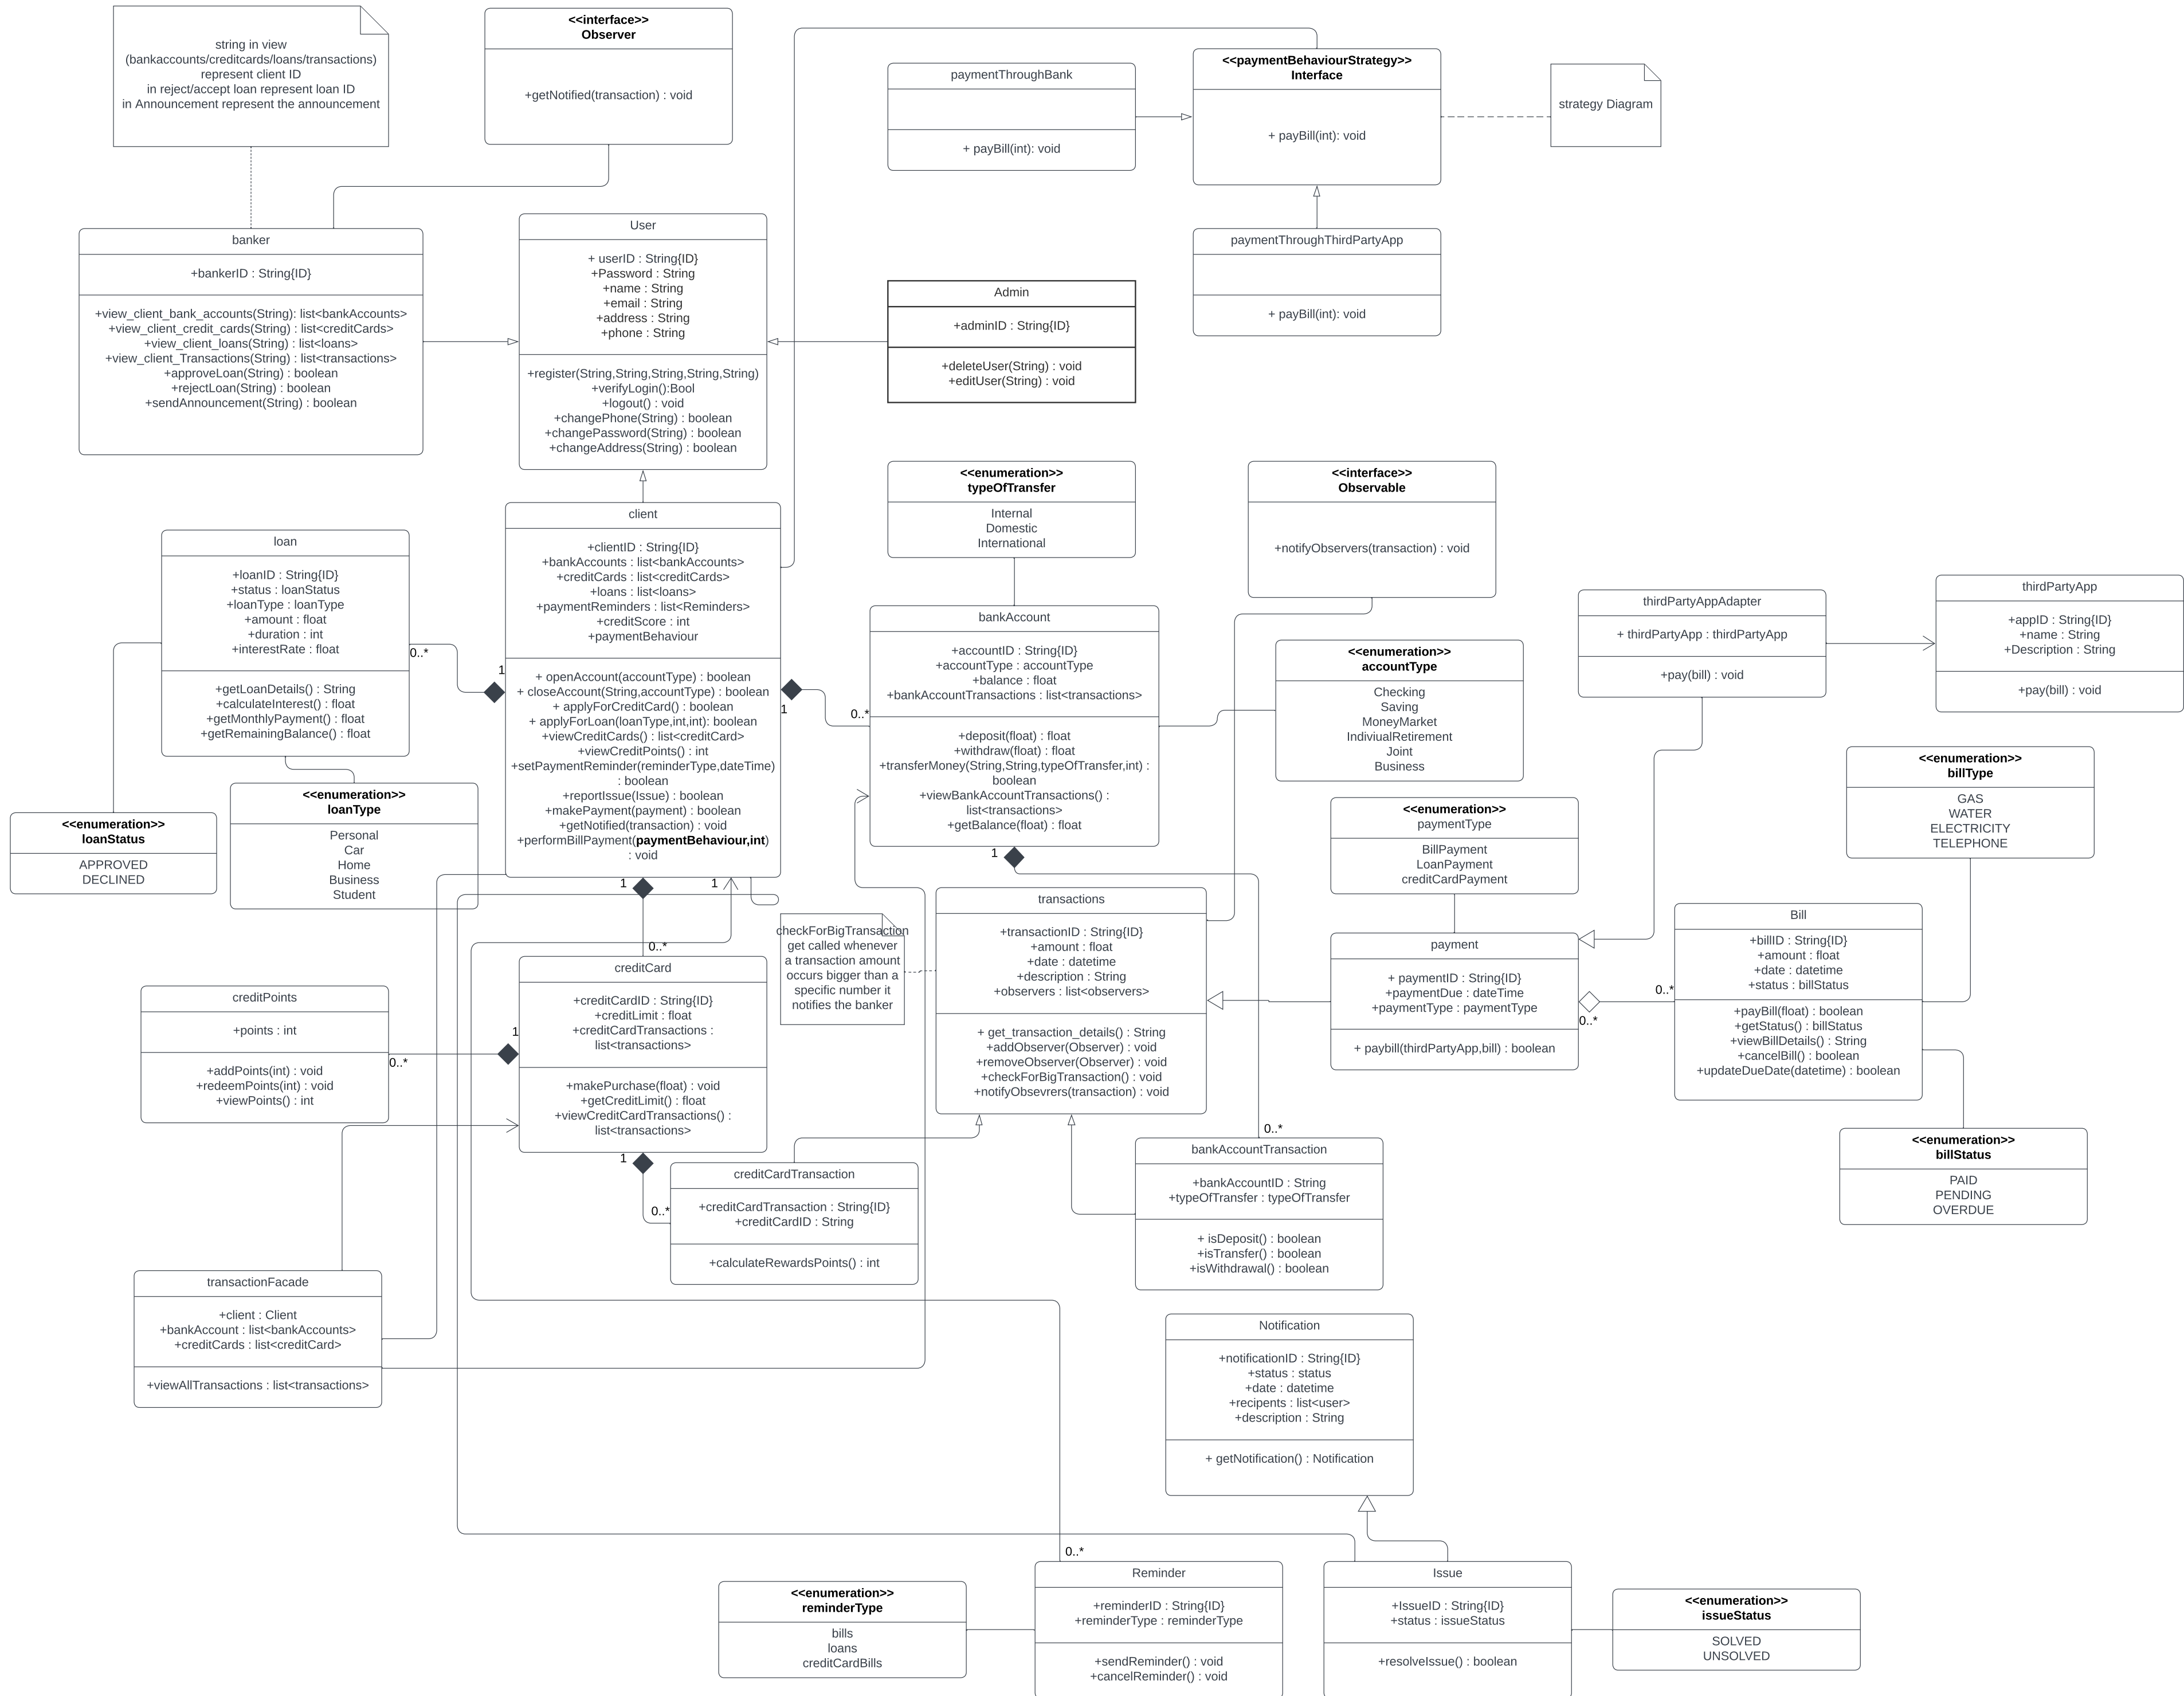 string in view
(bankaccounts/creditcards/loans/transactions)
represent client ID
in reject/accept loan represent loan ID
in Announcement represent the announcement
<<interface>>
Observer
+getNotified(transaction) : void
paymentThroughBank
+ payBill(int): void
<<paymentBehaviourStrategy>>
Interface
+ payBill(int): void
strategy Diagram
banker
+bankerID : String{ID}
+view_client_bank_accounts(String): list<bankAccounts>
+view_client_credit_cards(String) : list<creditCards>
+view_client_loans(String) : list<loans>
+view_client_Transactions(String) : list<transactions>
+approveLoan(String) : boolean
+rejectLoan(String) : boolean
+sendAnnouncement(String) : boolean
User
+ userID : String{ID}
+Password : String
+name : String
+email : String
+address : String
+phone : String
+register(String,String,String,String,String)
+verifyLogin():Bool
+logout() : void
+changePhone(String) : boolean
+changePassword(String) : boolean
+changeAddress(String) : boolean
Admin
+adminID : String{ID}
+deleteUser(String) : void
+editUser(String) : void
paymentThroughThirdPartyApp
+ payBill(int): void
<<enumeration>>
typeOfTransfer
Internal
Domestic
International
<<interface>>
Observable
+notifyObservers(transaction) : void
loan
+loanID : String{ID}
+status : loanStatus
+loanType : loanType
+amount : float
+duration : int
+interestRate : float
+getLoanDetails() : String
+calculateInterest() : float
+getMonthlyPayment() : float
+getRemainingBalance() : float
0..*
1
client
+clientID : String{ID}
+bankAccounts : list<bankAccounts>
+creditCards : list<creditCards>
+loans : list<loans>
+paymentReminders : list<Reminders>
+creditScore : int
+paymentBehaviour
+ openAccount(accountType) : boolean
+ closeAccount(String,accountType) : boolean
+ applyForCreditCard() : boolean
+ applyForLoan(loanType,int,int): boolean
+viewCreditCards() : list<creditCard>
+viewCreditPoints() : int
+setPaymentReminder(reminderType,dateTime)
: boolean
+reportIssue(Issue) : boolean
+makePayment(payment) : boolean
+getNotified(transaction) : void
+performBillPayment(paymentBehaviour,int)
: void
1
0..*
bankAccount
+accountID : String{ID}
+accountType : accountType
+balance : float
+bankAccountTransactions : list<transactions>
+deposit(float) : float
+withdraw(float) : float
+transferMoney(String,String,typeOfTransfer,int) :
boolean
+viewBankAccountTransactions() :
list<transactions>
+getBalance(float) : float
<<enumeration>>
accountType
Checking
Saving
MoneyMarket
IndiviualRetirement
Joint
Business
thirdPartyAppAdapter
+ thirdPartyApp : thirdPartyApp
+pay(bill) : void
thirdPartyApp
+appID : String{ID}
+name : String
+Description : String
+pay(bill) : void
<<enumeration>>
loanStatus
APPROVED
DECLINED
<<enumeration>>
loanType
Personal
Car
Home
Business
Student
<<enumeration>>
paymentType
BillPayment
LoanPayment
creditCardPayment
<<enumeration>>
billType
GAS
WATER
ELECTRICITY
TELEPHONE
1
1
1
0..*
checkForBigTransaction
get called whenever
a transaction amount
occurs bigger than a
specific number it
notifies the banker
transactions
+transactionID : String{ID}
+amount : float
+date : datetime
+description : String
+observers : list<observers>
+ get_transaction_details() : String
+addObserver(Observer) : void
+removeObserver(Observer) : void
+checkForBigTransaction() : void
+notifyObsevrers(transaction) : void
payment
+ paymentID : String{ID}
+paymentDue : dateTime
+paymentType : paymentType
+ paybill(thirdPartyApp,bill) : boolean
0..*
0..*
Bill
+billID : String{ID}
+amount : float
+date : datetime
+status : billStatus
+payBill(float) : boolean
+getStatus() : billStatus
+viewBillDetails() : String
+cancelBill() : boolean
+updateDueDate(datetime) : boolean
creditPoints
+points : int
+addPoints(int) : void
+redeemPoints(int) : void
+viewPoints() : int
0..*
1
creditCard
+creditCardID : String{ID}
+creditLimit : float
+creditCardTransactions :
list<transactions>
+makePurchase(float) : void
+getCreditLimit() : float
+viewCreditCardTransactions() :
list<transactions>
1
0..*
creditCardTransaction
+creditCardTransaction : String{ID}
+creditCardID : String
+calculateRewardsPoints() : int
0..*
bankAccountTransaction
+bankAccountID : String
+typeOfTransfer : typeOfTransfer
+ isDeposit() : boolean
+isTransfer() : boolean
+isWithdrawal() : boolean
<<enumeration>>
billStatus
PAID
PENDING
OVERDUE
transactionFacade
+client : Client
+bankAccount : list<bankAccounts>
+creditCards : list<creditCard>
+viewAllTransactions : list<transactions>
Notification
+notificationID : String{ID}
+status : status
+date : datetime
+recipents : list<user>
+description : String
+ getNotification() : Notification
0..*
<<enumeration>>
reminderType
bills
loans
creditCardBills
Reminder
+reminderID : String{ID}
+reminderType : reminderType
+sendReminder() : void
+cancelReminder() : void
Issue
+IssueID : String{ID}
+status : issueStatus
+resolveIssue() : boolean
<<enumeration>>
issueStatus
SOLVED
UNSOLVED